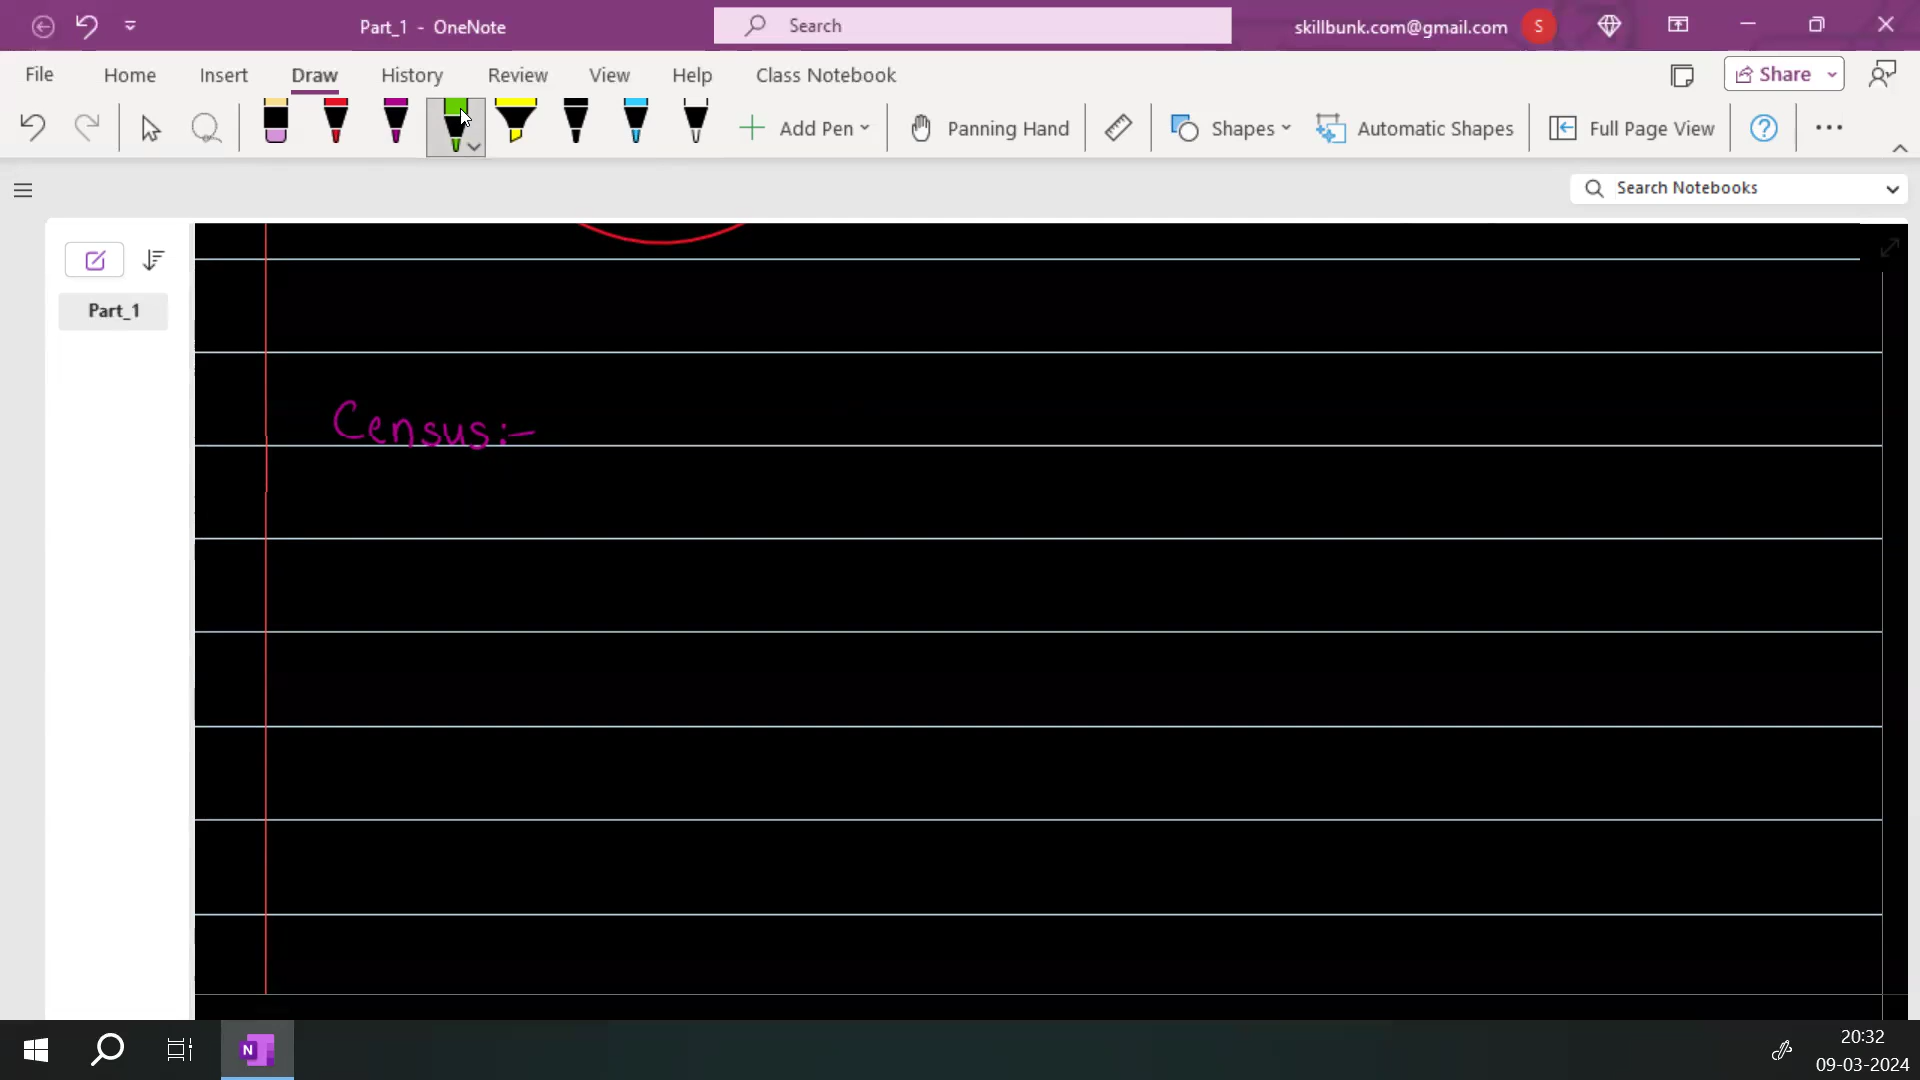 Part_1 - OneNote
Search
skillbunk.com@gmail.com
S
File Home Insert Draw History Review View Help Class Notebook
Share
Add Pen
Panning Hand
Shapes
Automatic Shapes
Full Page View
Search Notebooks
Part_1
Census:-
N
20:32
09-03-2024